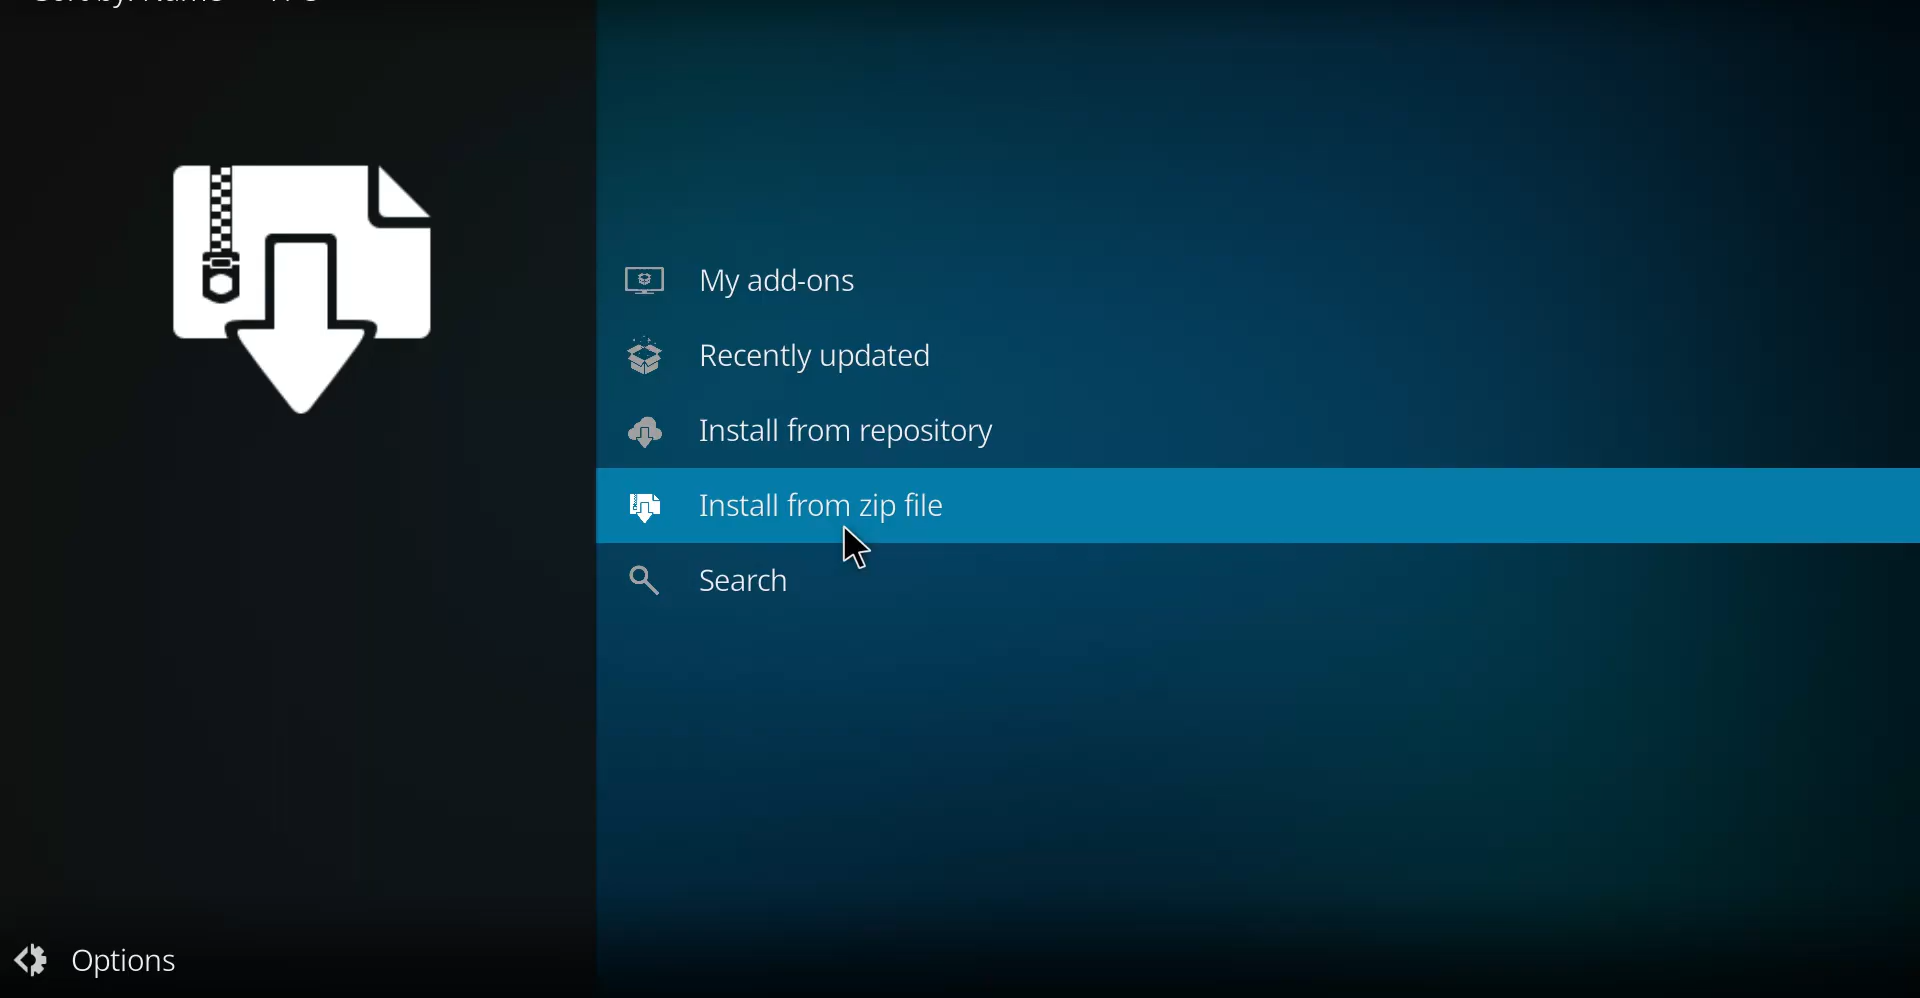 My add-ons
Recently updated
Install from repository
Install from zip file
Search
Options